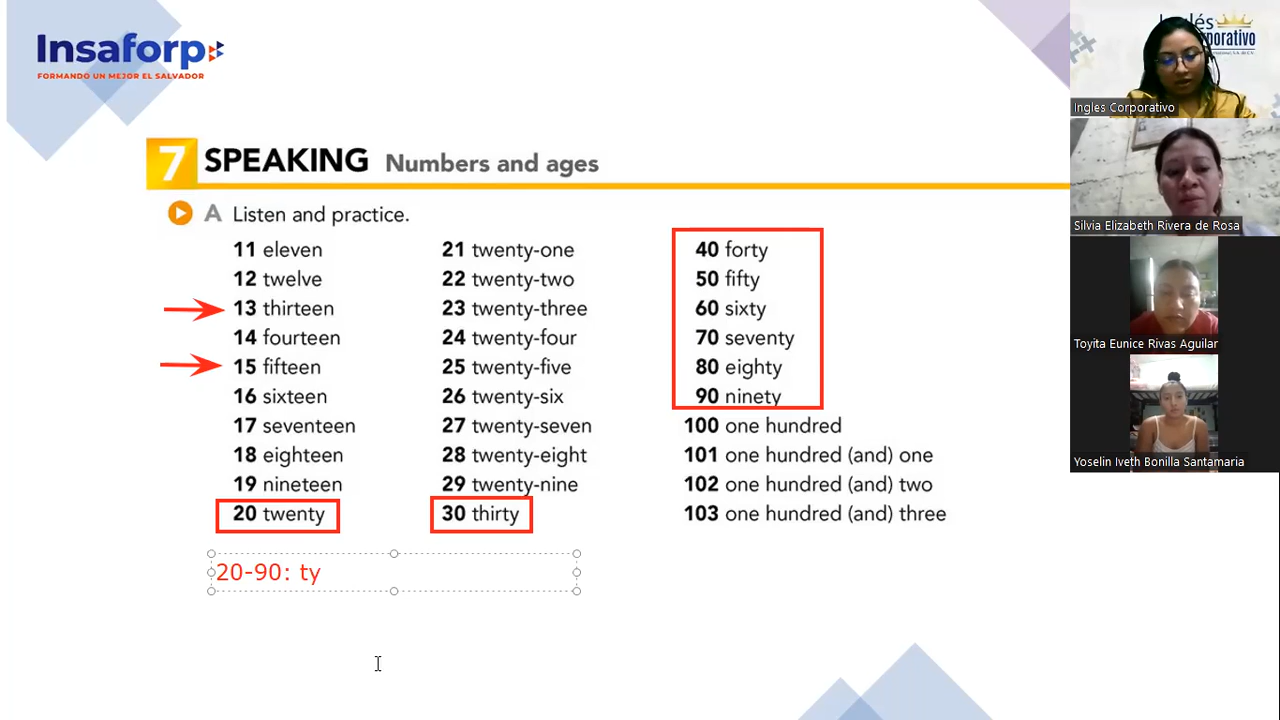 Insaforp
FORMANDO UN MEJOR EL SALVADOR
7 SPEAKING Numbers and ages
A Listen and practice.
11 eleven
12 twelve
13 thirteen
14 fourteen
15 fifteen
16 sixteen
17 seventeen
18 eighteen
19 nineteen
20 twenty
21 twenty-one
22 twenty-two
23 twenty-three
24 twenty-four
25 twenty-five
26 twenty-six
27 twenty-seven
28 twenty-eight
29 twenty-nine
30 thirty
40 forty
50 fifty
60 sixty
70 seventy
80 eighty
90 ninety
100 one hundred
101 one hundred (and) one
102 one hundred (and) two
103 one hundred (and) three
20-90: ty
Ingles Corporativo
Silvia Elizabeth Rivera de Rosa
Toyita Eunice Rivas Aguilar
Yoselin Iveth Bonilla Santamaria